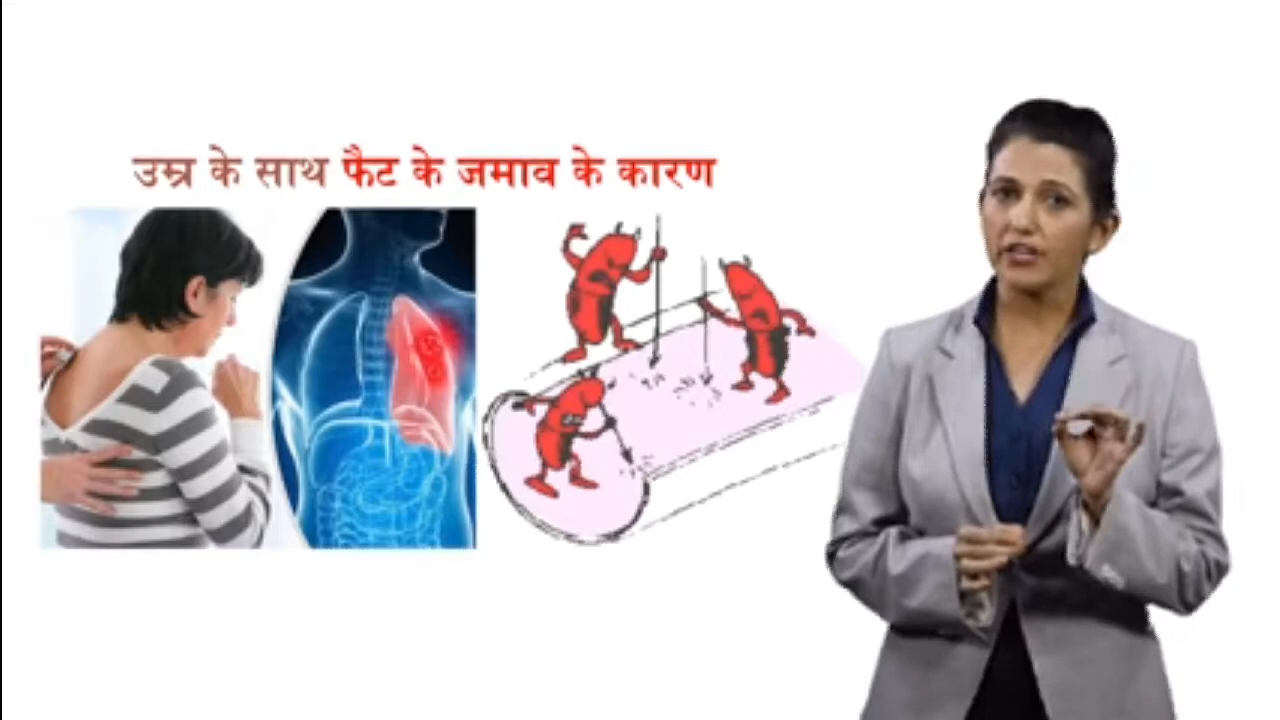 उम्र के साथ फैट के जमाव के कारण